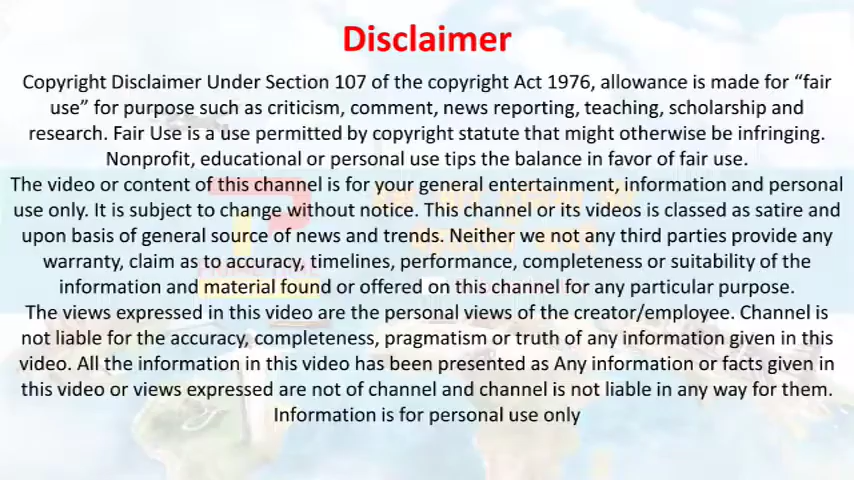 Disclaimer
Copyright Disclaimer Under Section 107 of the copyright Act 1976, allowance is made for “fair
use” for purpose such as criticism, comment, news reporting, teaching, scholarship and
research. Fair Use is a use permitted by copyright statute that might otherwise be infringing.
Nonprofit, educational or personal use tips the balance in favor of fair use.
The video or content of this channel is for your general entertainment, information and personal
use only. It is subject to change without notice. This channel or its videos is classed as satire and
upon basis of general source of news and trends. Neither we not any third parties provide any
warranty, claim as to accuracy, timelines, performance, completeness or suitability of the
information and material found or offered on this channel for any particular purpose.
The views expressed in this video are the personal views of the creator/employee. Channel is
not liable for the accuracy, completeness, pragmatism or truth of any information given in this
video. All the information in this video has been presented as Any information or facts given in
this video or views expressed are not of channel and channel is not liable in any way for them.
Information is for personal use only